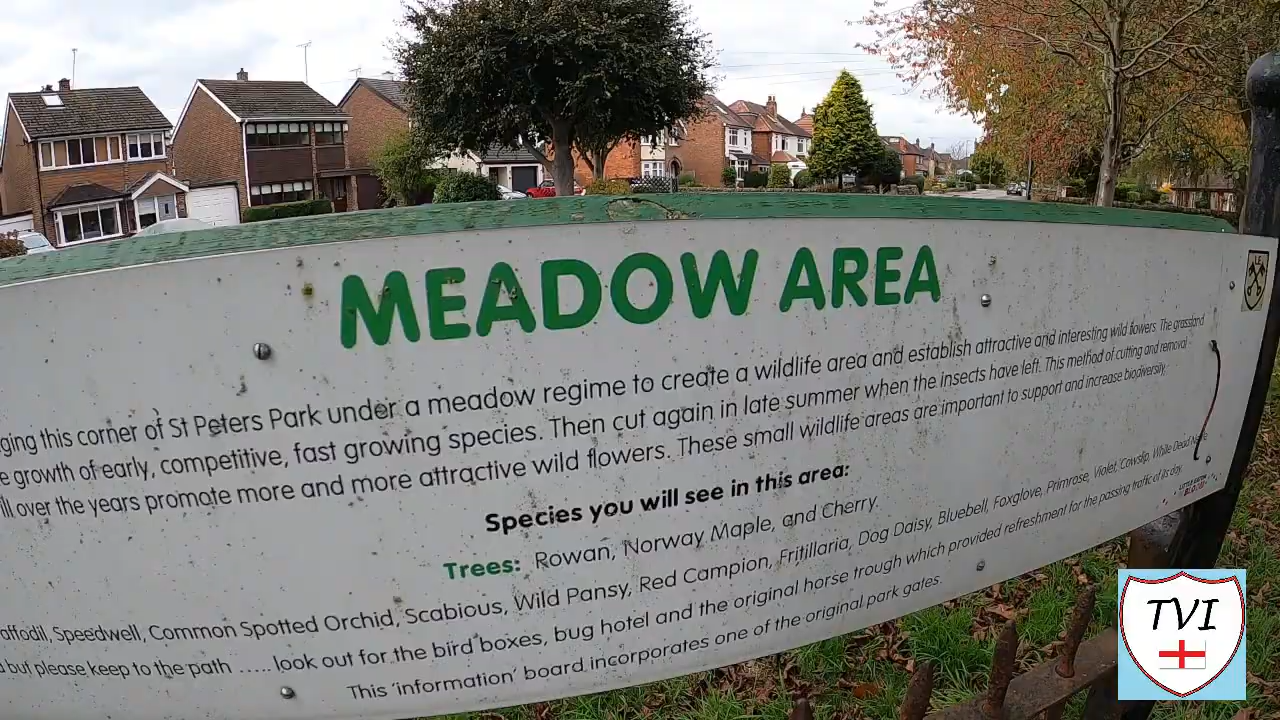 MEADOW AREA
ging this corner of St Peters Park under a meadow regime to create a wildlife area and establish attractive and interesting wild flowers. The grassland
e growth of early, competitive, fast growing species. Then cut again in late summer when the insects have left. This method of cutting and removal
ll over the years promote more and more attractive wild flowers. These small wildlife areas are important to support and increase biodiversity.
Species you will see in this area:
Trees: Rowan, Norway Maple, and Cherry.
affodil, Speedwell, Common Spotted Orchid, Scabious, Wild Pansy, Red Campion, Fritillaria, Dog Daisy, Bluebell, Foxglove, Primrose, Violet, Cowslip, White Dead
but please keep to the path .....look out for the bird boxes, bug hotel and the original horse trough which provided refreshment for the passing traffic of its day.
This 'information' board incorporates one of the original park gates.
TVI